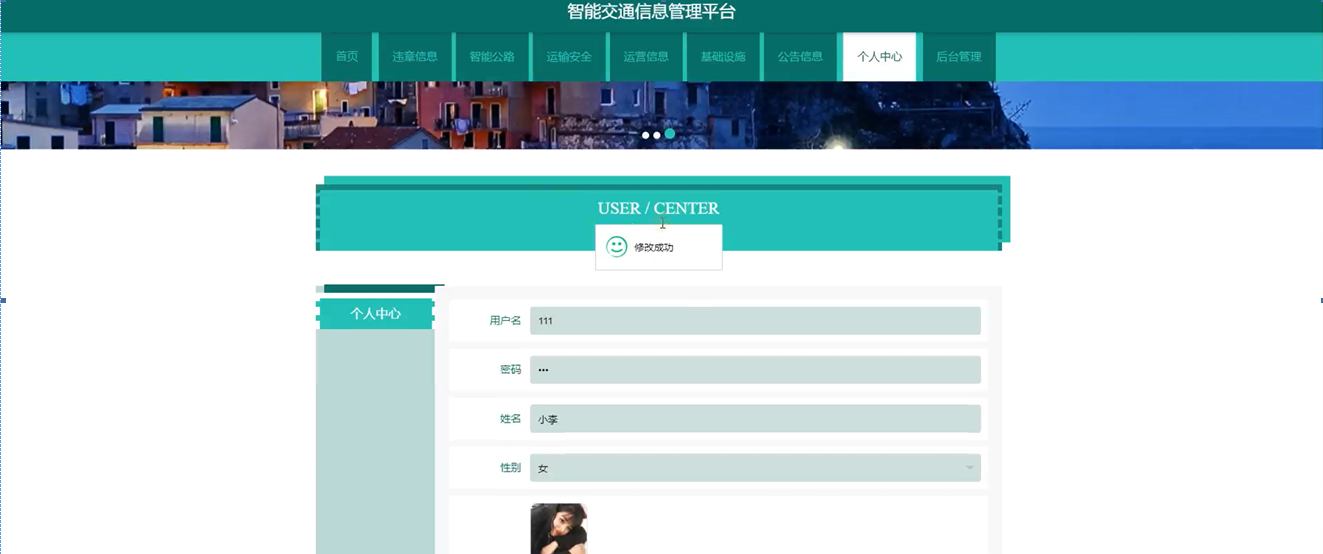 智能交通信息管理平台
首页 违章信息 智能公路 运输安全 运营信息 基础设施 公告信息 个人中心 后台管理
USER / CENTER
修改成功
个人中心
用户名 111
密码 •••
姓名 小李
性别 女